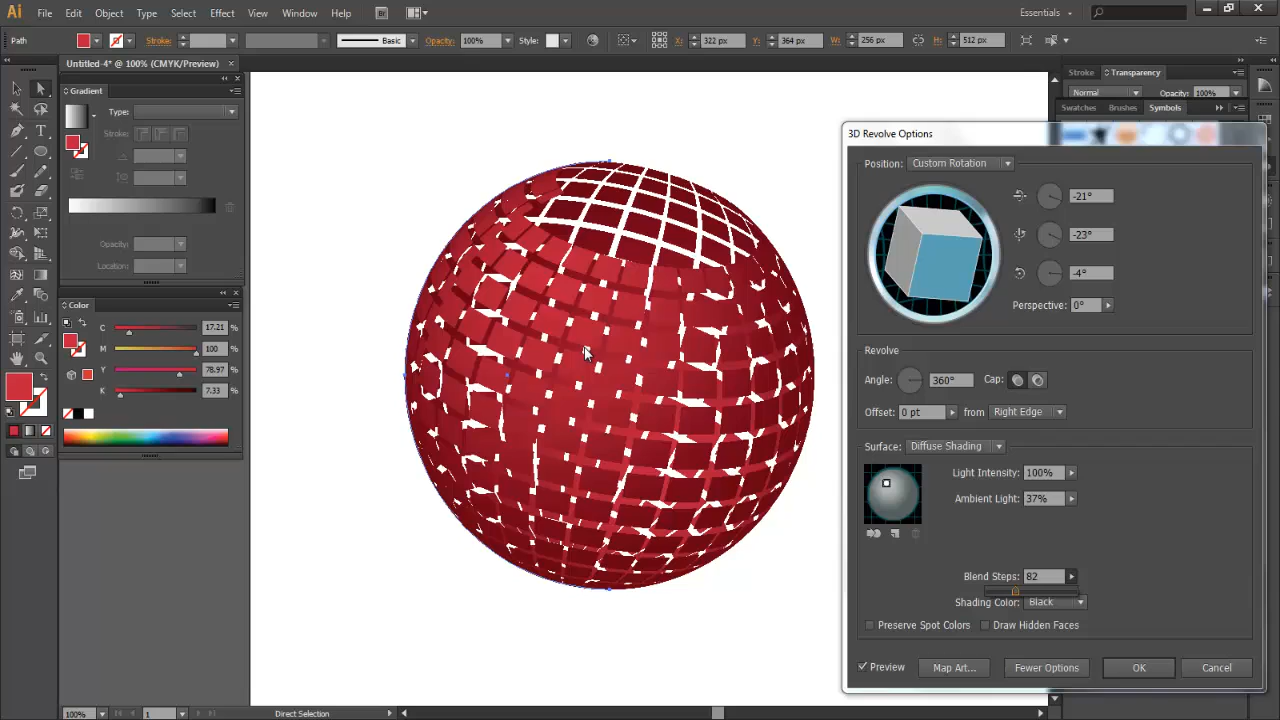 Ai File Edit Object Type Select Effect View Window Help Br Essentials
Path Stroke: Basic Opacity: 100% Style: X: 322 px Y: 364 px W: 256 px H: 512 px
Untitled-4* @ 100% (CMYK/Preview)
Gradient
Type:
Stroke:
Opacity:
Location:
Color
C 17.21 %
M 100 %
Y 78.97 %
K 7.33 %
Stroke Transparency
Normal Opacity: 100%
Swatches Brushes Symbols
3D Revolve Options
Position: Custom Rotation
-21°
-23°
-4°
Perspective: 0°
Revolve
Angle: 360° Cap:
Offset: 0 pt from Right Edge
Surface: Diffuse Shading
Light Intensity: 100%
Ambient Light: 37%
Blend Steps: 82
Shading Color: Black
Preserve Spot Colors Draw Hidden Faces
Preview Map Art... Fewer Options OK Cancel
100% 1 Direct Selection